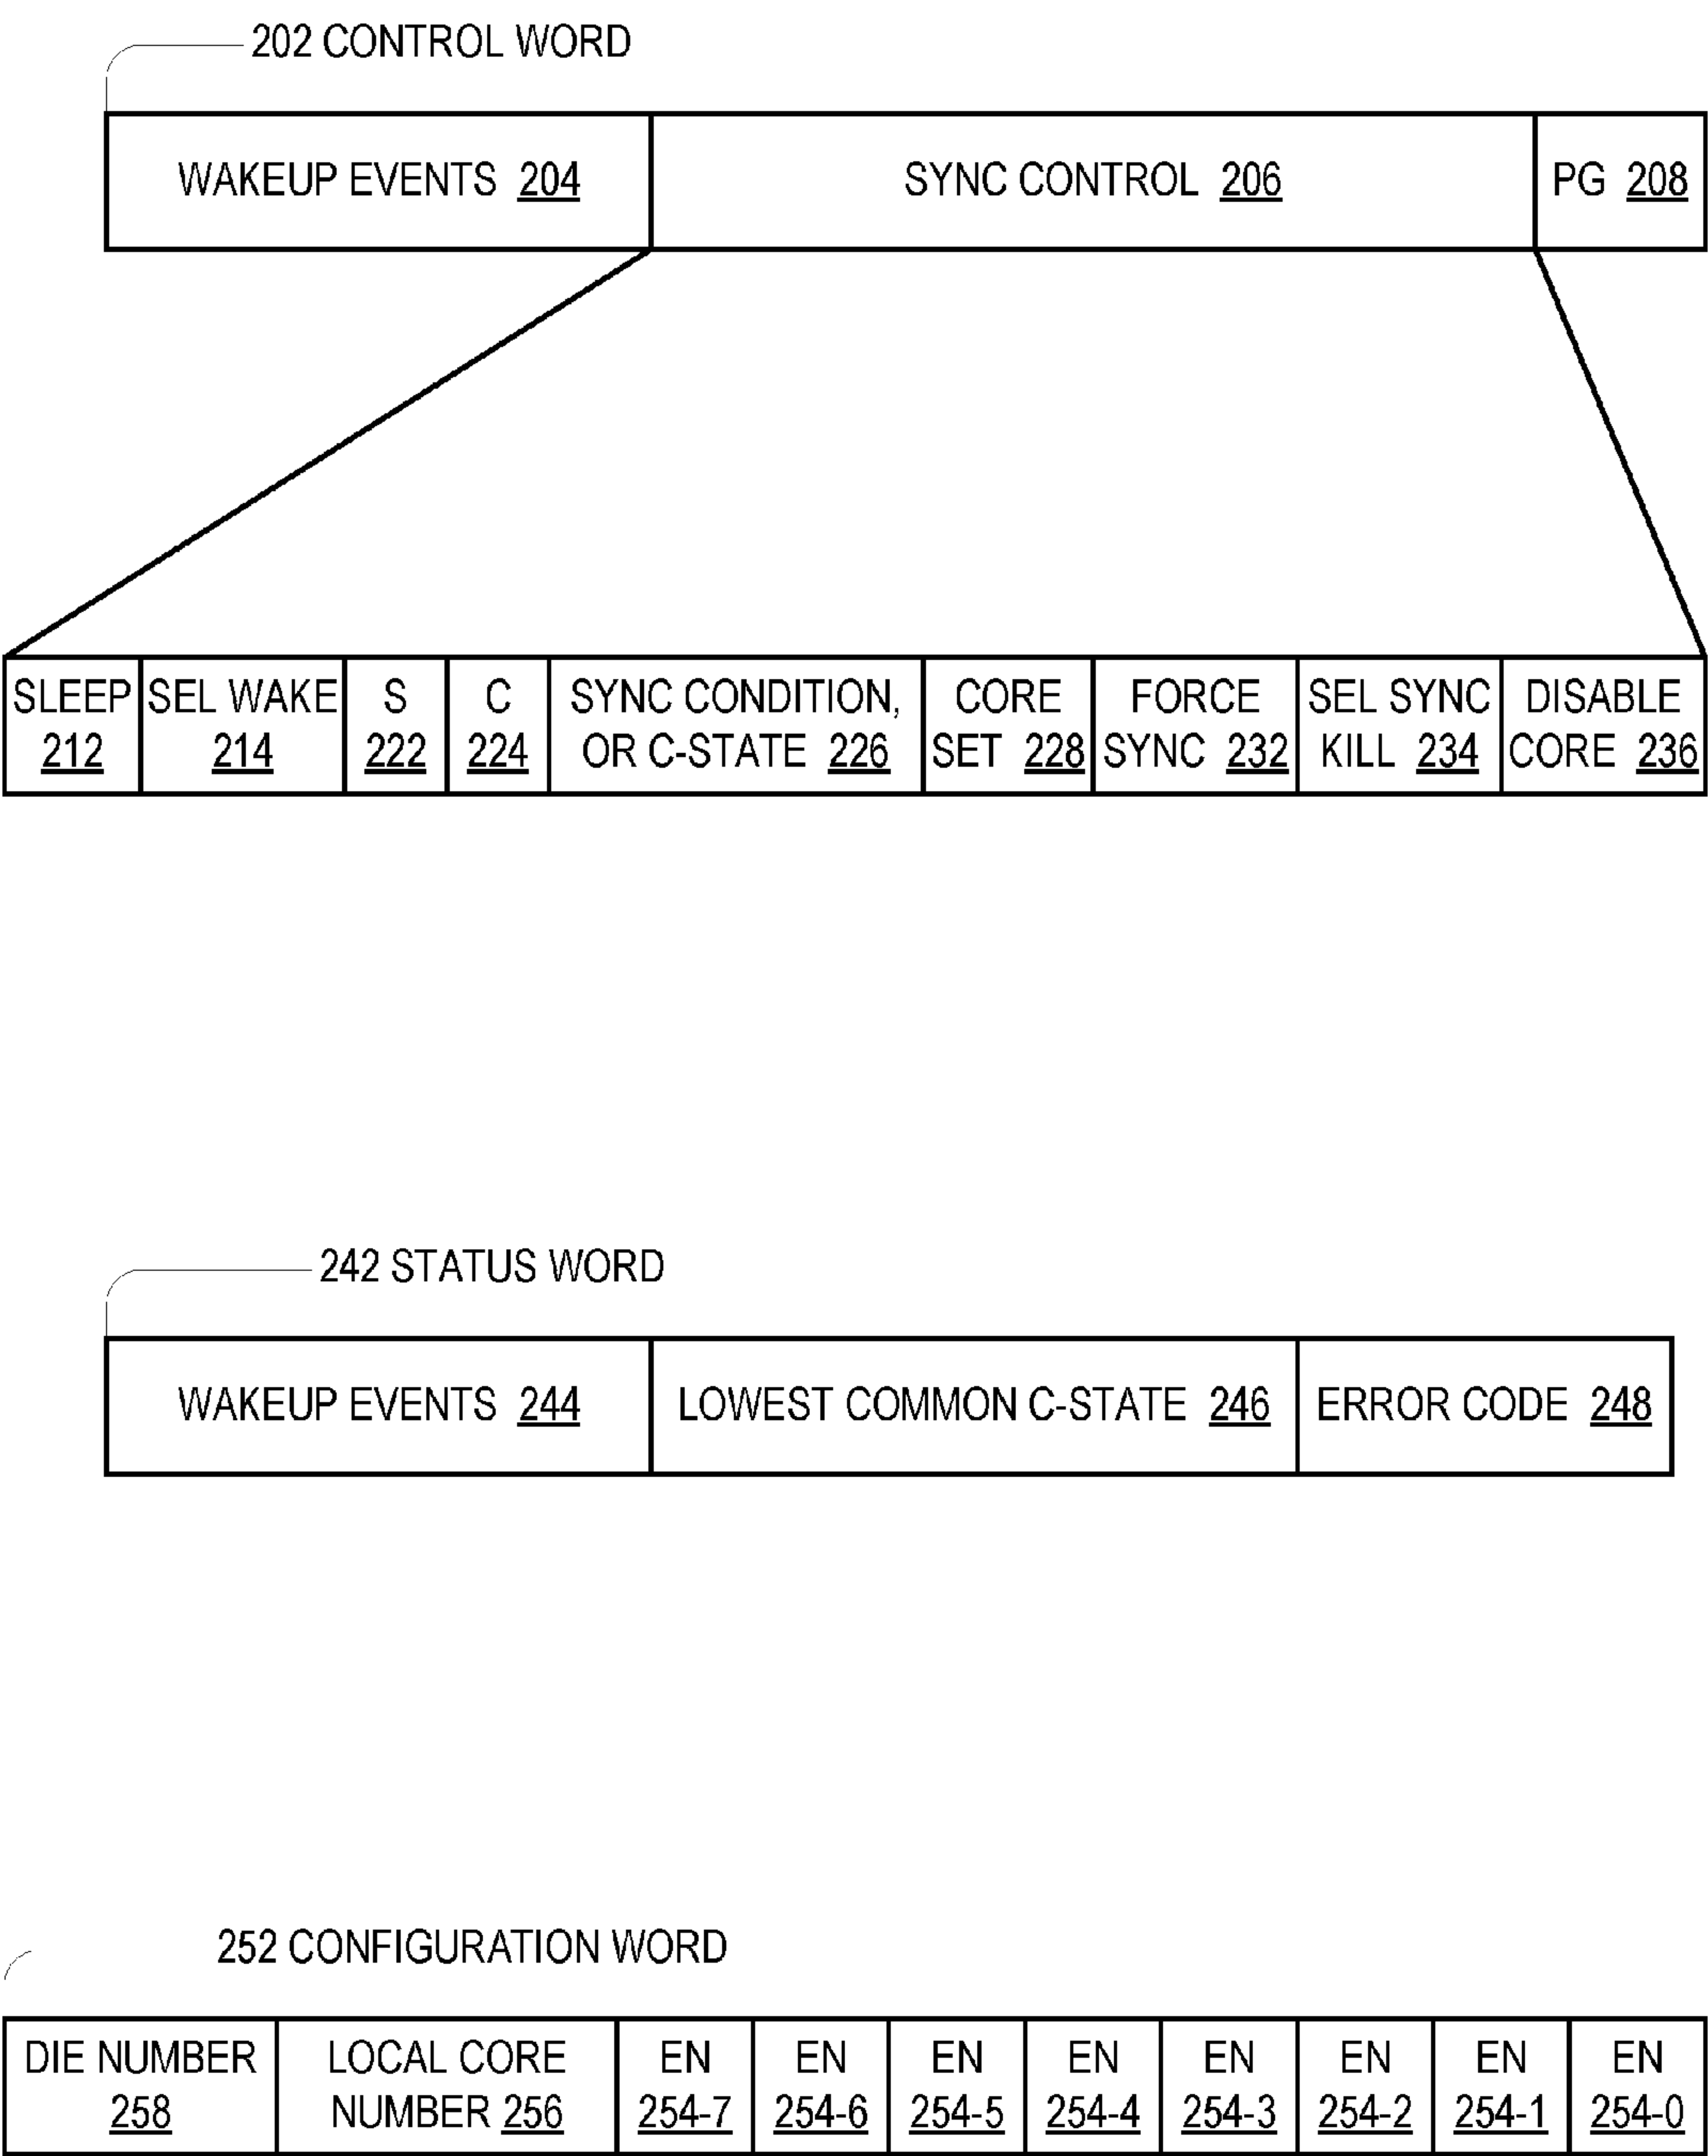 202 CONTROL WORD
WAKEUP EVENTS 204 SYNC CONTROL 206 PG 208
SLEEP SEL WAKE S C SYNC CONDITION, CORE FORCE SEL SYNC DISABLE
212 214 222 224 OR C-STATE 226 SET 228 SYNC 232 KILL 234 CORE 236
242 STATUS WORD
WAKEUP EVENTS 244 LOWEST COMMON C-STATE 246 ERROR CODE 248
252 CONFIGURATION WORD
DIE NUMBER LOCAL CORE EN EN EN EN EN EN EN EN
258 NUMBER 256 254-7 254-6 254-5 254-4 254-3 254-2 254-1 254-0